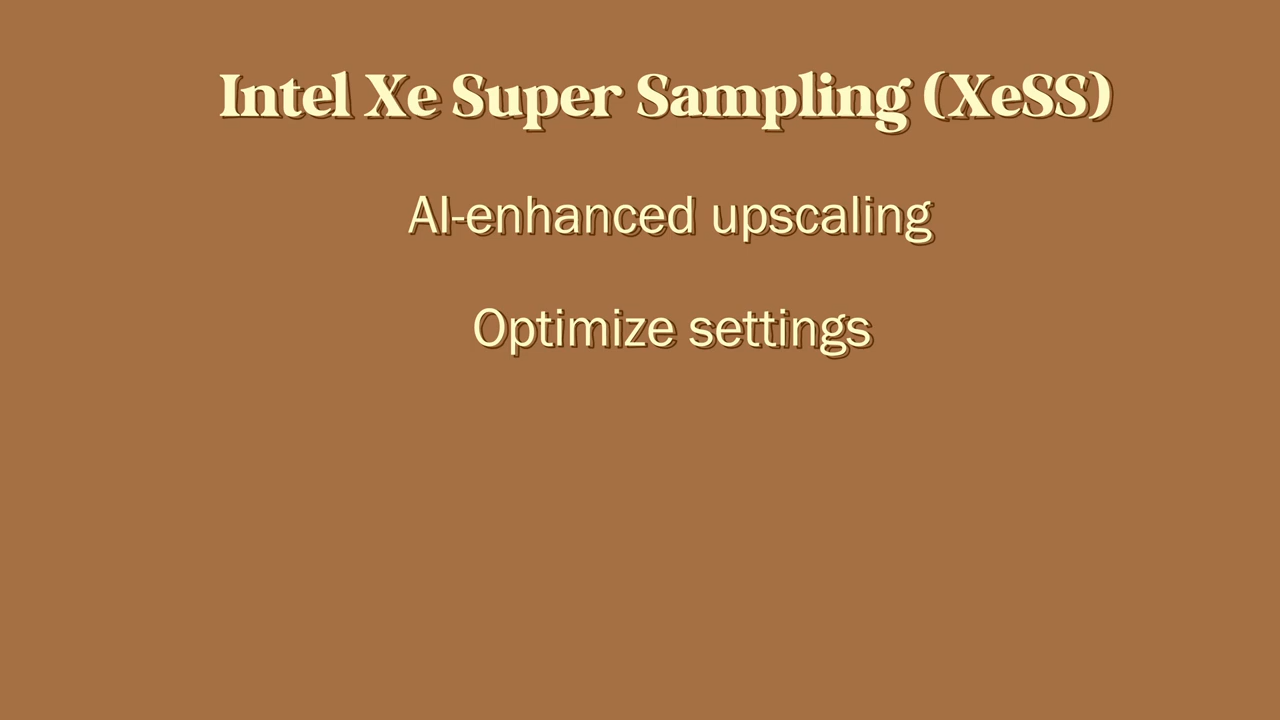 Intel Xe Super Sampling (XeSS)
AI-enhanced upscaling
Optimize settings